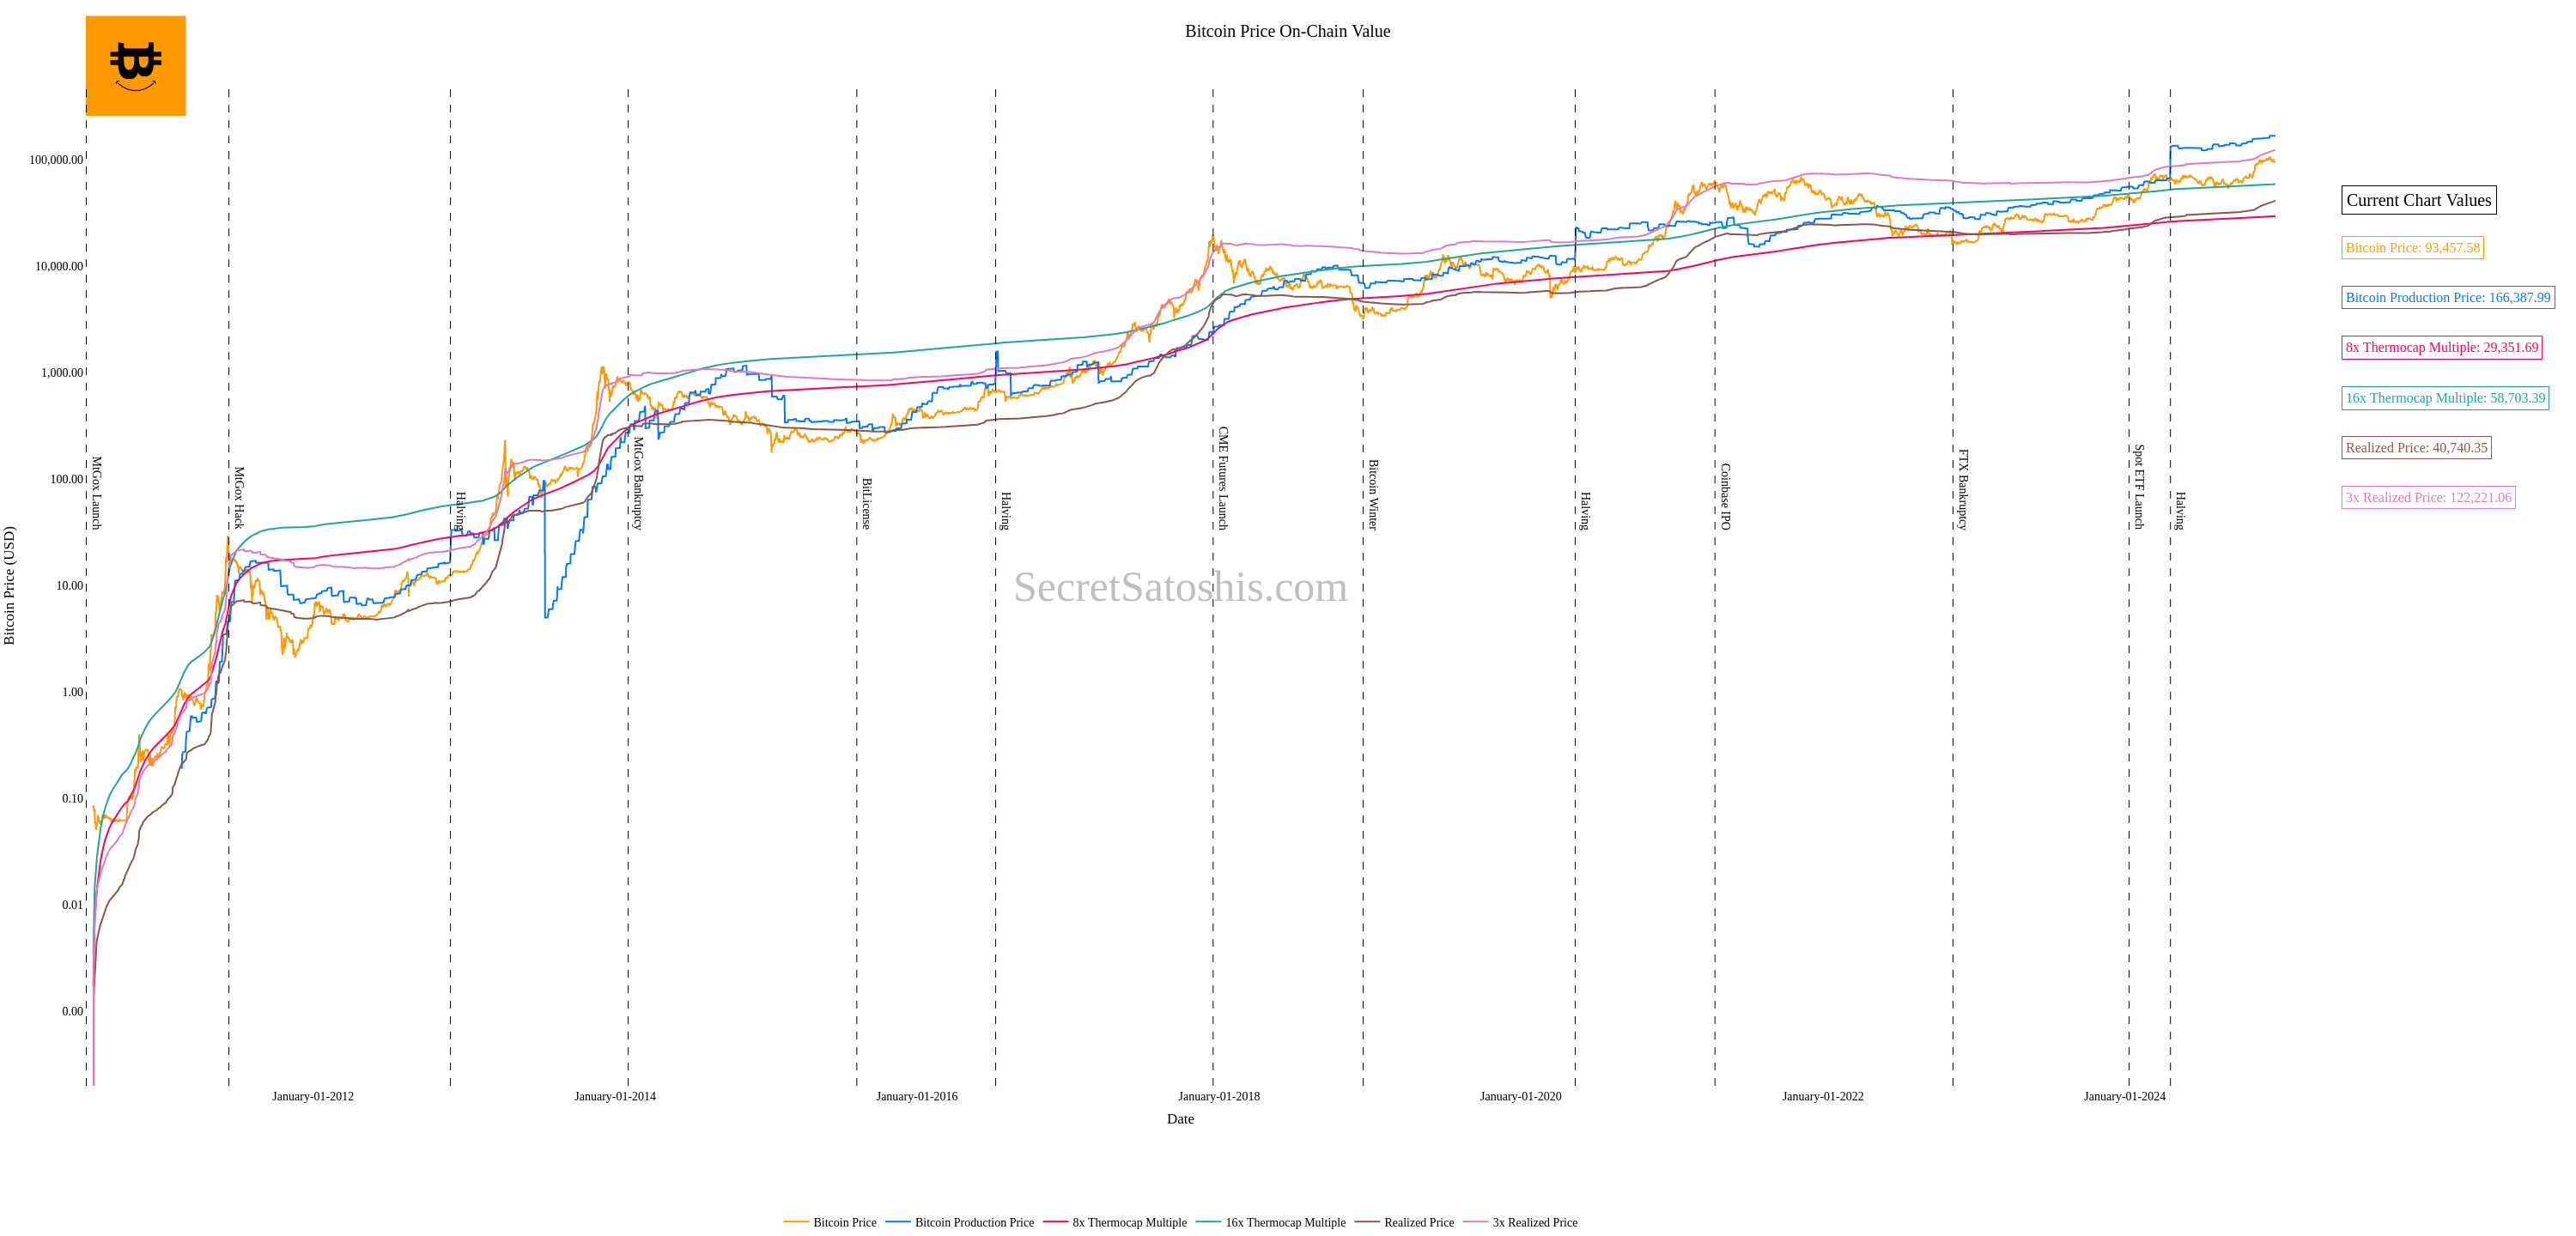 Bitcoin Price On-Chain Value
100,000.00
10,000.00
1,000.00
100.00
10.00
1.00
0.10
0.01
0.00
Bitcoin Price (USD)
MtGox Launch
MtGox Hack
Halving
MtGox Bankruptcy
BitLicense
Halving
CME Futures Launch
Bitcoin Winter
Halving
Coinbase IPO
FTX Bankruptcy
Spot ETF Launch
Halving
SecretSatoshis.com
Current Chart Values
Bitcoin Price: 93,457.58
Bitcoin Production Price: 166,387.99
8x Thermocap Multiple: 29,351.69
16x Thermocap Multiple: 58,703.39
Realized Price: 40,740.35
3x Realized Price: 122,221.06
January-01-2012
January-01-2014
January-01-2016
January-01-2018
January-01-2020
January-01-2022
January-01-2024
Date
Bitcoin Price
Bitcoin Production Price
8x Thermocap Multiple
16x Thermocap Multiple
Realized Price
3x Realized Price